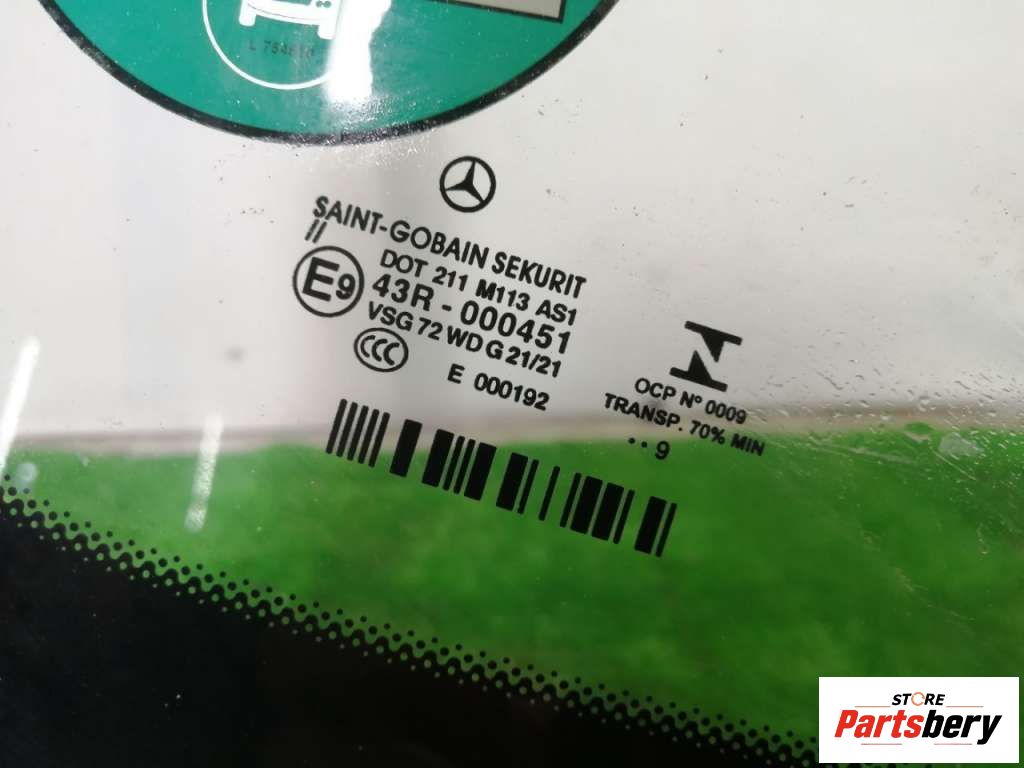 SAINT-GOBAIN SEKURIT
//
DOT 211 M113 AS1
E9
43R - 000451
VSG 72 WD G 21/21
CCC
E 000192
OCP Nº 0009
TRANSP. 70% MIN
.. 9
STORE
Partsbery